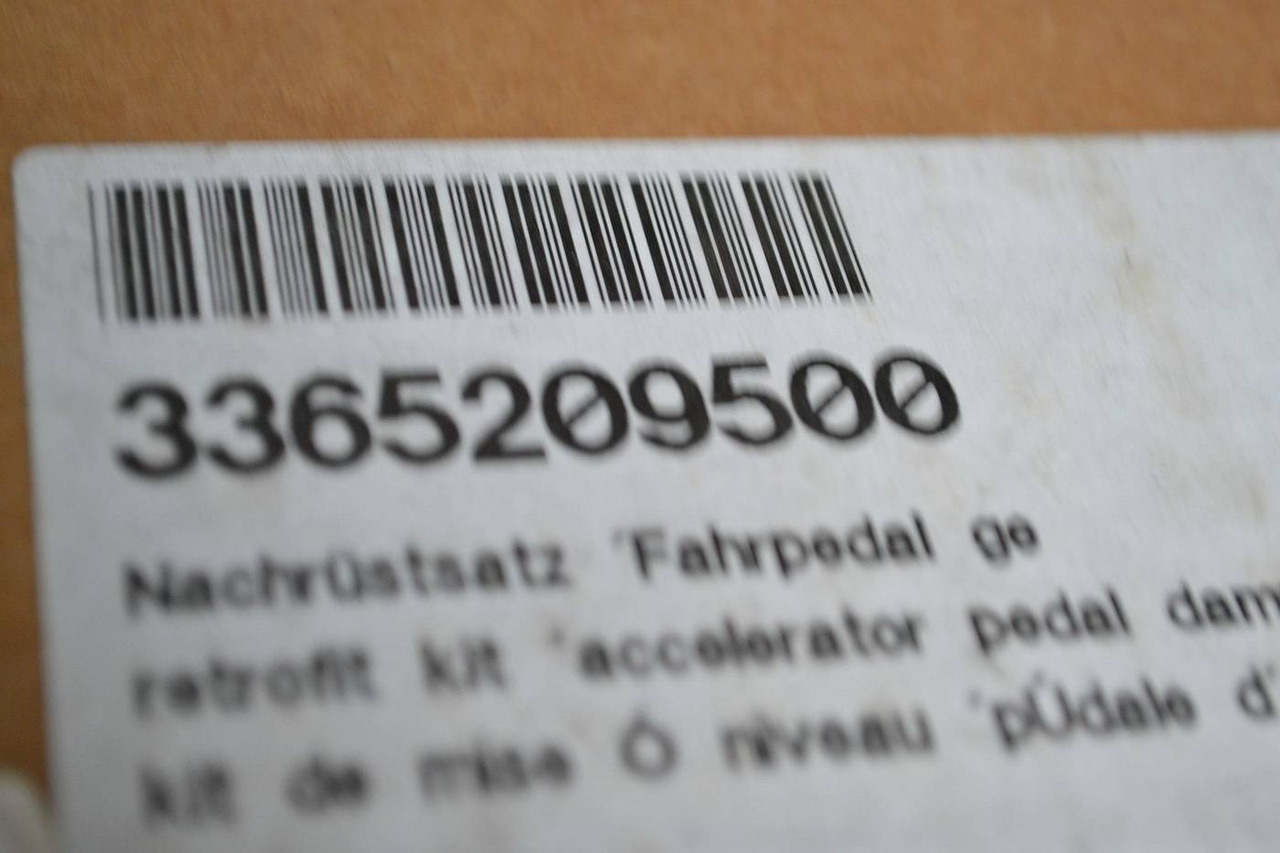 3365209500
Nachrüstsatz 'Fahrpedal ge
retrofit kit 'accelerator pedal dam
kit de mise Ó niveau 'pÚdale d'